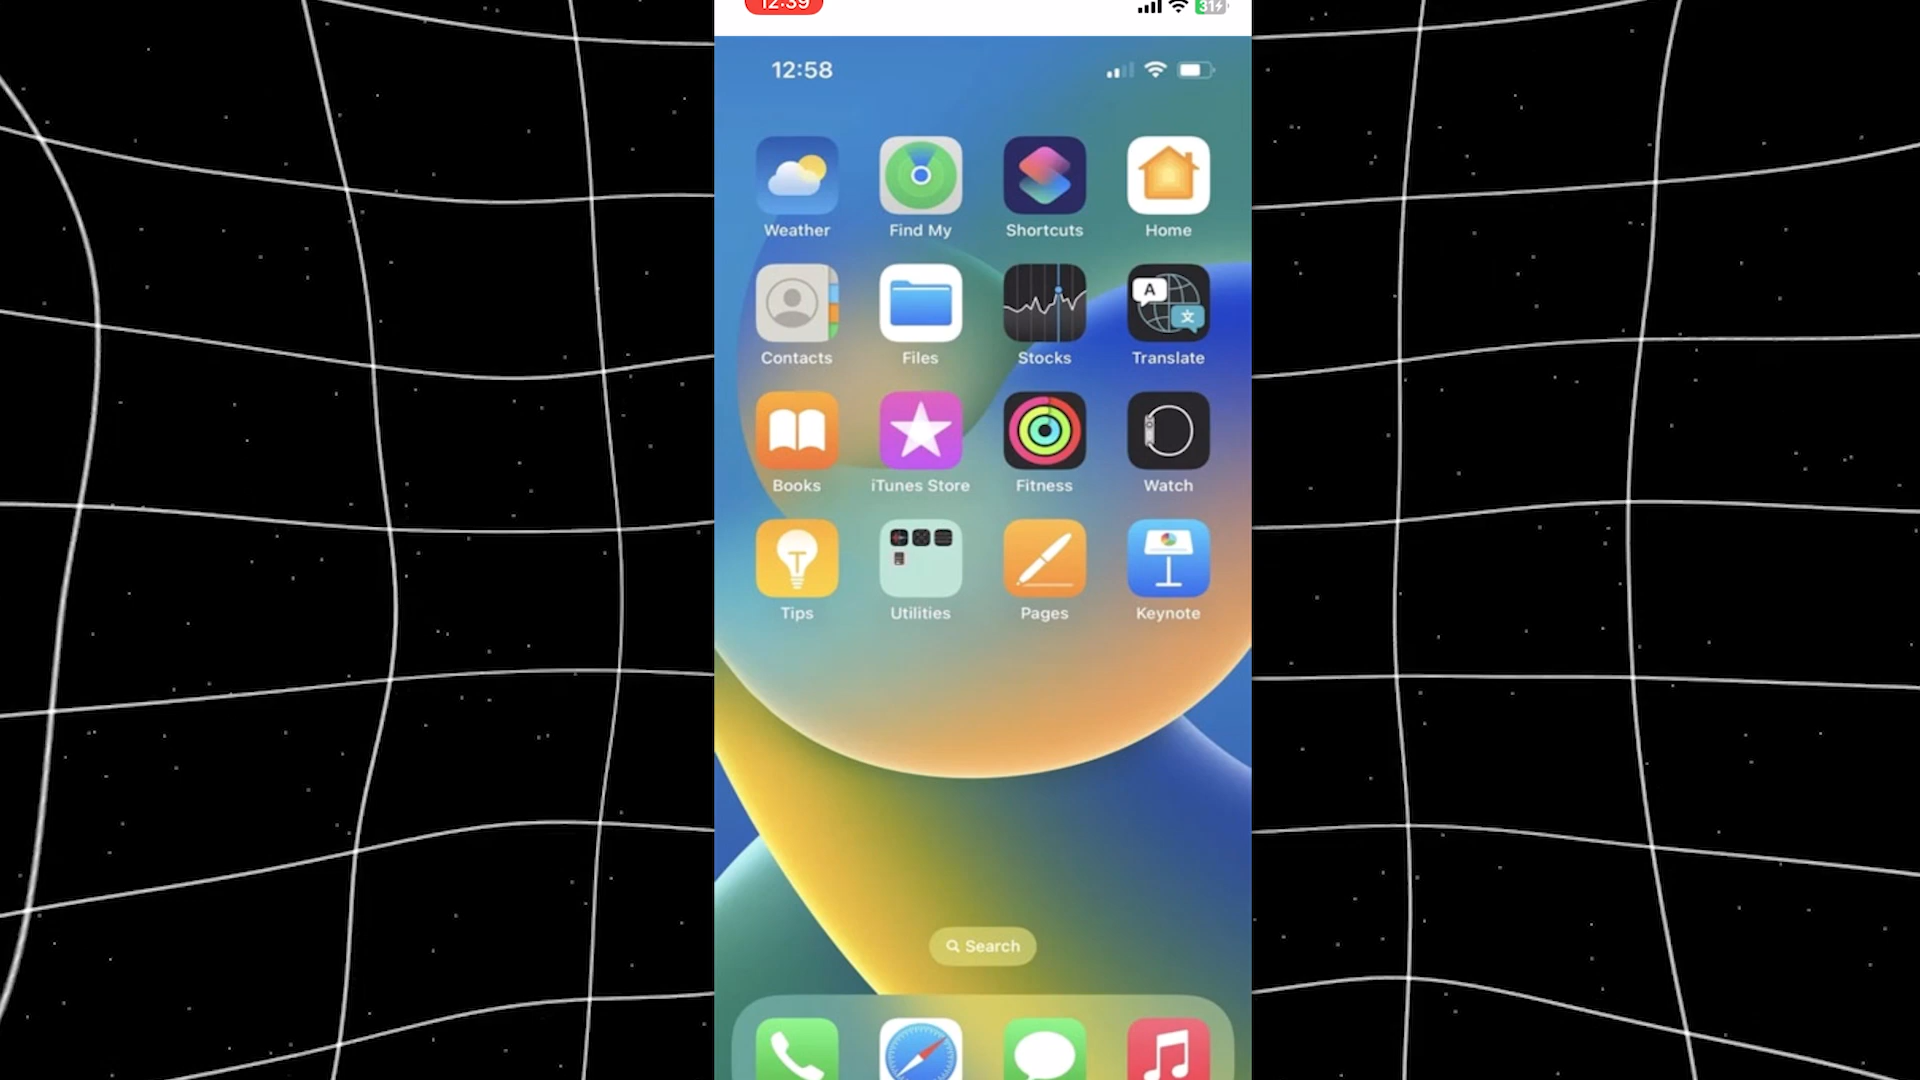 12:39
31
12:58
Weather Find My Shortcuts Home
A 文
Contacts Files Stocks Translate
Books iTunes Store Fitness Watch
Tips Utilities Pages Keynote
Search